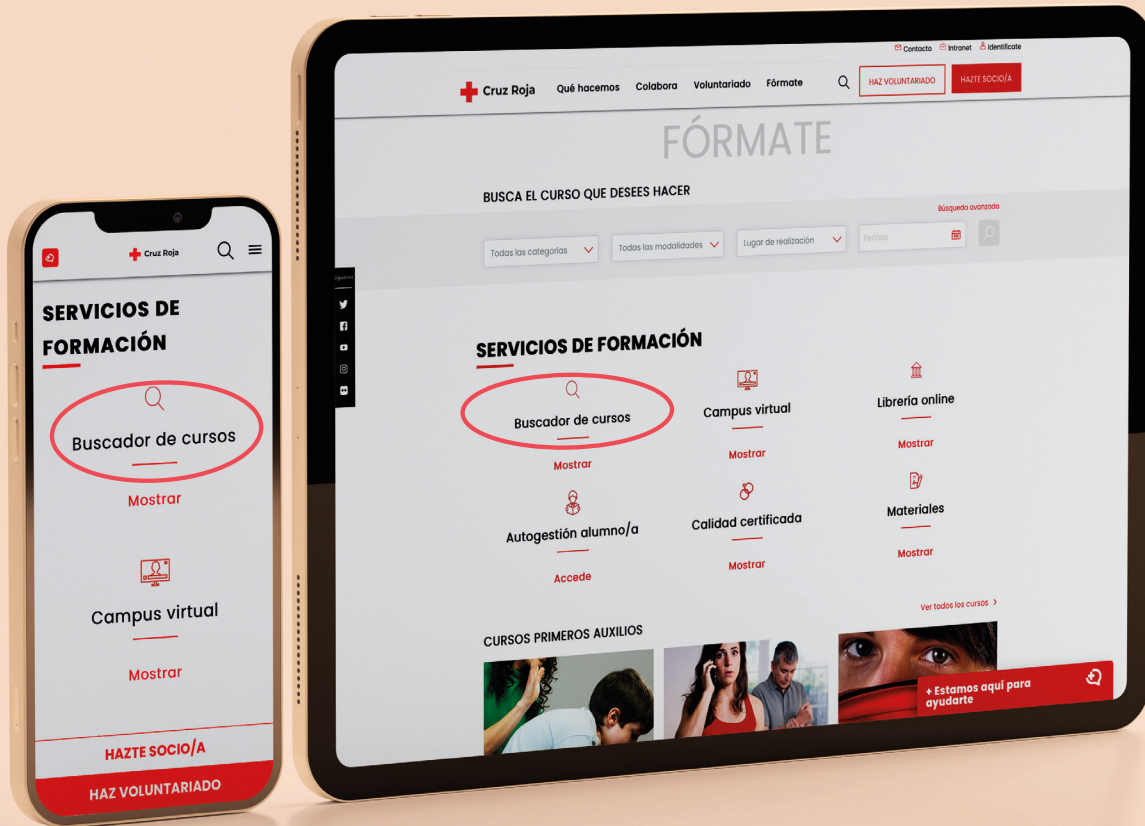 Cruz Roja
SERVICIOS DE
FORMACIÓN
Buscador de cursos
Mostrar
Campus virtual
Mostrar
HAZTE SOCIO/A
HAZ VOLUNTARIADO
Contacto Intranet Identifícate
Cruz Roja Qué hacemos Colabora Voluntariado Fórmate HAZ VOLUNTARIADO HAZTE SOCIO/A
FÓRMATE
BUSCA EL CURSO QUE DESEES HACER
Búsqueda avanzada
Todas las categorías Todas las modalidades Lugar de realización Fechas
SERVICIOS DE FORMACIÓN
Buscador de cursos Campus virtual Librería online
Mostrar Mostrar Mostrar
Autogestión alumno/a Calidad certificada Materiales
Accede Mostrar Mostrar
Ver todos los cursos
CURSOS PRIMEROS AUXILIOS
+ Estamos aquí para
ayudarte